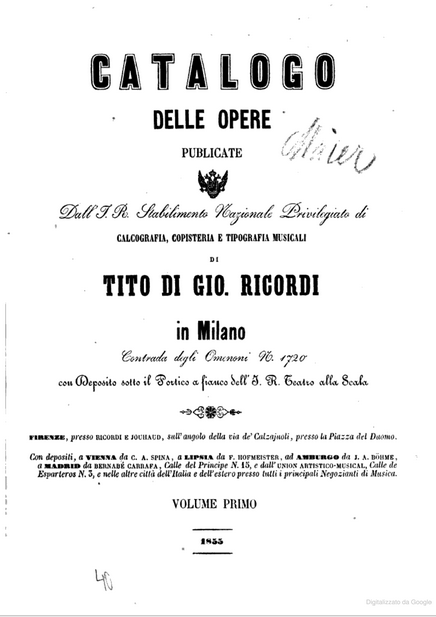 CATALOGO
DELLE OPERE
PUBLICATE
Dall'I. R. Stabilimento Nazionale Privilegiato di
CALCOGRAFIA, COPISTERIA E TIPOGRAFIA MUSICALI
DI
TITO DI GIO. RICORDI
in Milano
Contrada degli Omenoni N. 1720
con Deposito sotto il Portico a fianco dell'I. R. Teatro alla Scala
FIRENZE, presso RICORDI E JOUHAUD, sull'angolo della via de' Calzajuoli, presso la Piazza del Duomo.
Con depositi, a VIENNA da C. A. SPINA, a LIPSIA da F. HOFMEISTER, ad AMBURGO da J. A. BÖHME,
a MADRID da BERNABÉ CARRAFA, Calle del Principe N. 15, e dall'UNION ARTISTICO-MUSICAL, Calle de
Esparteros N. 3, e nelle altre città dell'Italia e dell'estero presso tutti i principali Negozianti di Musica.
VOLUME PRIMO
1855
40
Digitalizzato da Google